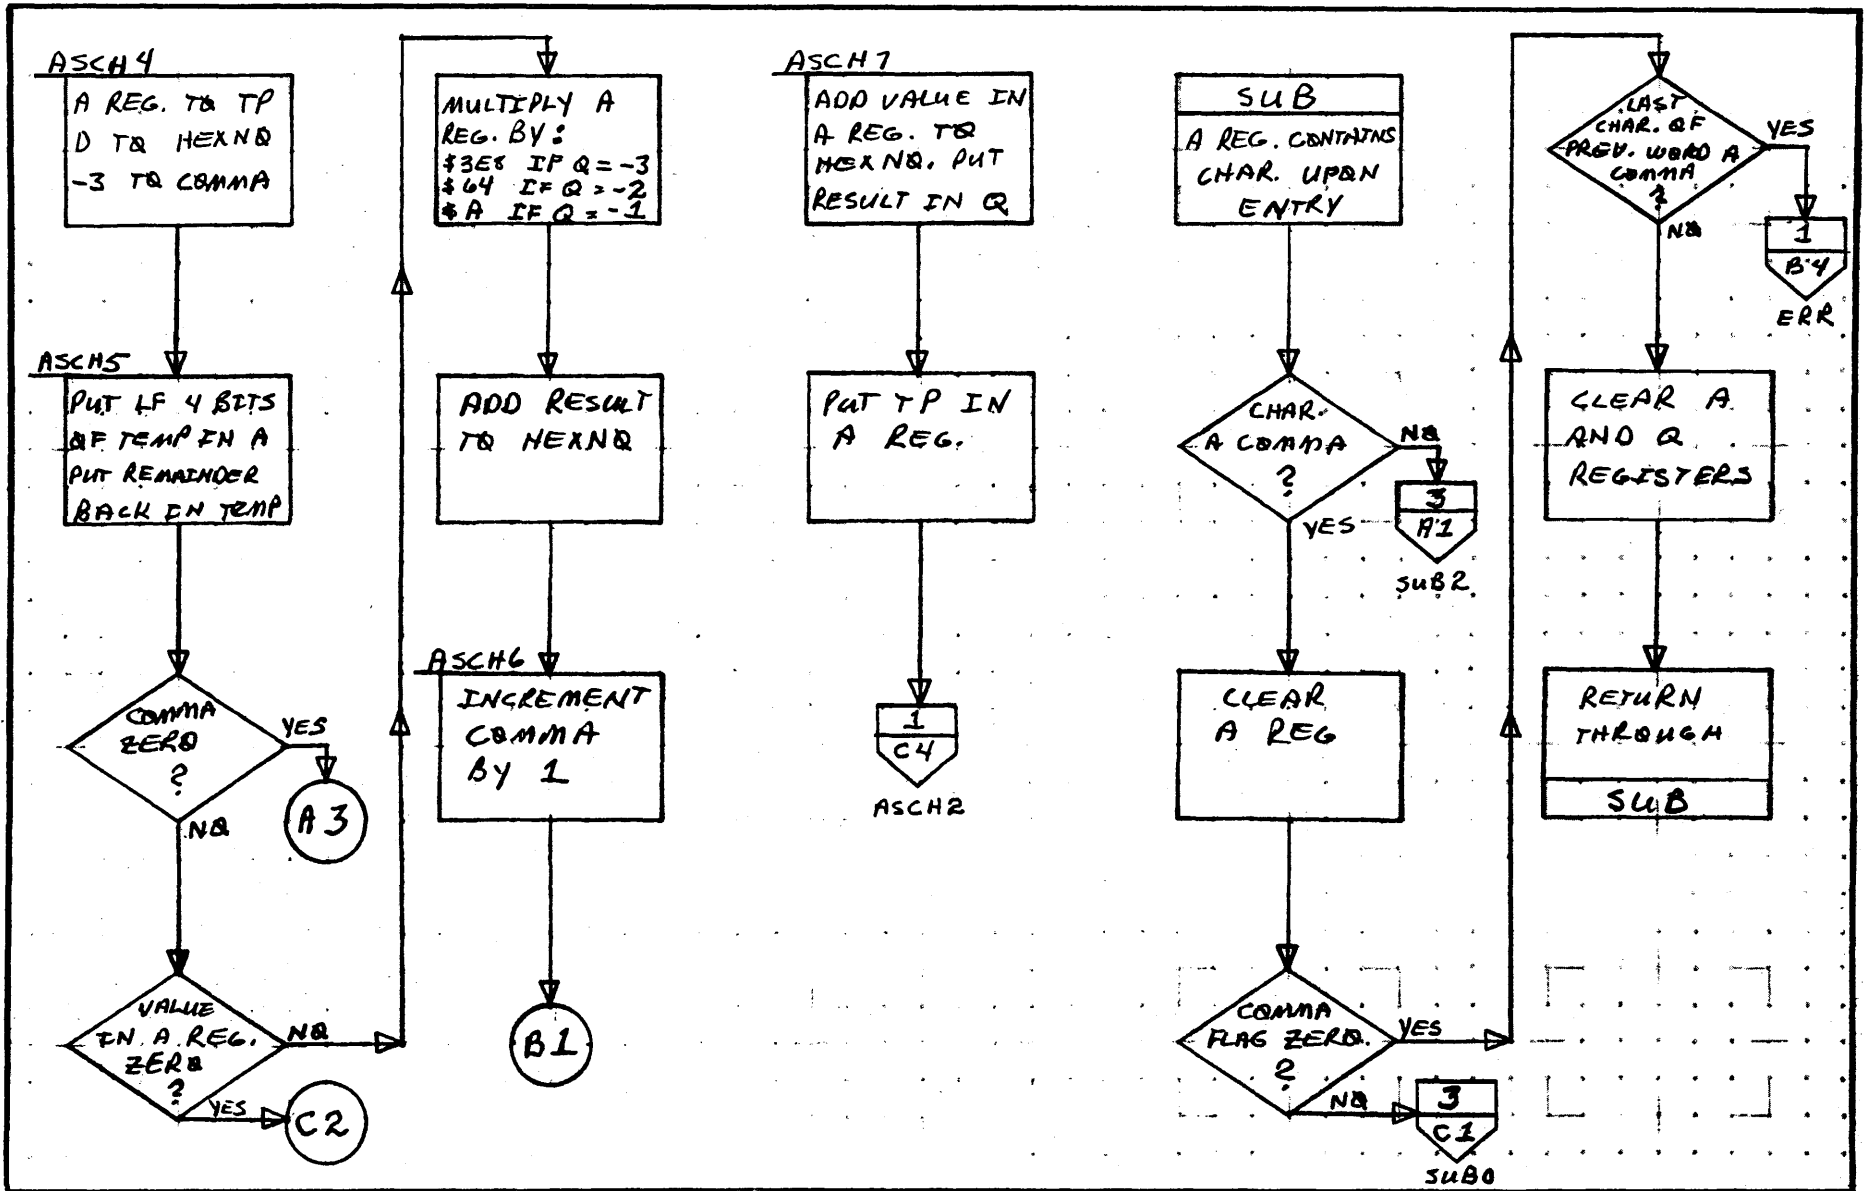 ASCH4
A REG. TO TP
D TO HEXNO
-3 TO COMMA
ASCH5
PUT LF 4 BITS
OF TEMP IN A
PUT REMAINDER
BACK IN TEMP
COMMA
ZERO
?
YES
A3
NO
VALUE
IN A REG.
ZERO
?
NO
YES
C2
MULTIPLY A
REG. BY:
$3E8 IF Q = -3
$64 IF Q = -2
$A IF Q = -1
ADD RESULT
TO HEXNO
ASCH6
INCREMENT
COMMA
BY 1
B1
ASCH7
ADD VALUE IN
A REG. TO
HEXNO. PUT
RESULT IN Q
PUT TP IN
A REG.
1
C4
ASCH2
SUB
A REG. CONTAINS
CHAR. UPON
ENTRY
CHAR.
A COMMA
?
NO
3
A1
SUB2
YES
CLEAR
A REG
COMMA
FLAG ZERO.
?
YES
NO
3
C1
SUB0
LAST
CHAR. OF
PREV. WORD A
COMMA
?
YES
1
B4
ERR
NO
CLEAR A
AND Q
REGISTERS
RETURN
THROUGH
SUB